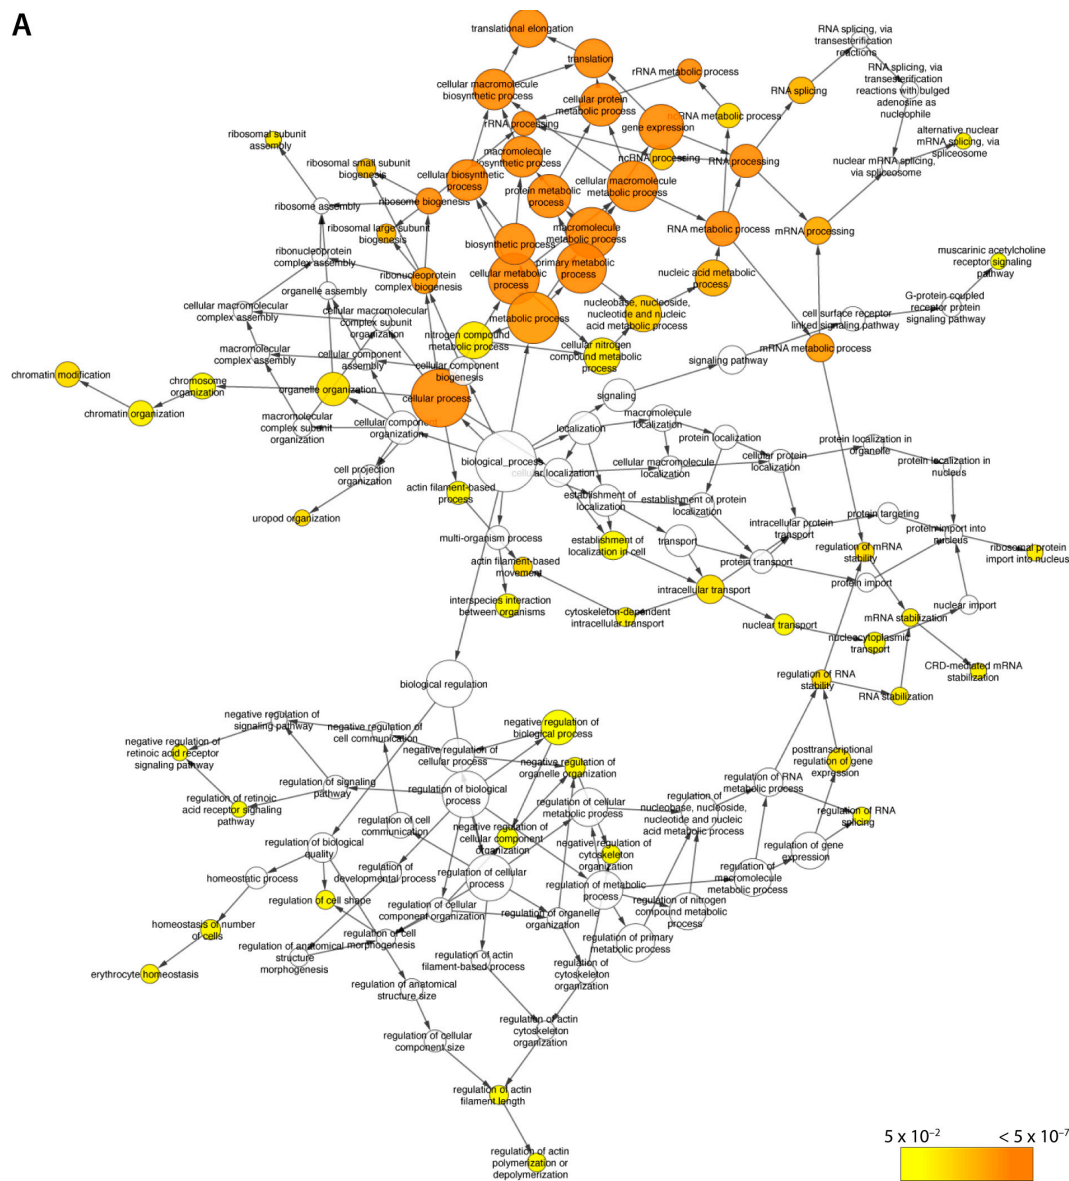 A
translational elongation
translation
RNA splicing, via
transesterification
reactions
rRNA metabolic process
RNA splicing, via
transesterification
reactions with bulged
adenosine as
nucleophile
cellular macromolecule
biosynthetic process
RNA splicing
cellular protein
metabolic process
ncRNA metabolic process
rRNA processing
gene expression
ribosomal subunit
assembly
alternative nuclear
mRNA splicing, via
spliceosome
macromolecule
biosynthetic process
ncRNA processing
RNA processing
nuclear mRNA splicing,
via spliceosome
ribosomal small subunit
biogenesis
cellular biosynthetic
process
cellular macromolecule
metabolic process
protein metabolic
process
ribosome assembly
ribosome biogenesis
ribosomal large subunit
biogenesis
macromolecule
metabolic process
RNA metabolic process
mRNA processing
biosynthetic process
ribonucleoprotein
complex assembly
muscarinic acetylcholine
receptor signaling
pathway
primary metabolic
process
cellular metabolic
process
nucleic acid metabolic
process
ribonucleoprotein
complex biogenesis
organelle assembly
nucleobase, nucleoside,
nucleotide and nucleic
acid metabolic process
G-protein coupled
receptor protein
signaling pathway
cellular macromolecular
complex assembly
cellular macromolecular
complex subunit
organization
metabolic process
cell surface receptor
linked signaling pathway
nitrogen compound
metabolic process
cellular nitrogen
compound metabolic
process
mRNA metabolic process
macromolecular
complex assembly
cellular component
assembly
signaling pathway
cellular component
biogenesis
chromatin modification
chromosome
organization
organelle organization
cellular process
signaling
chromatin organization
macromolecular
complex subunit
organization
cellular component
organization
localization
macromolecule
localization
protein localization
protein localization in
organelle
biological_process
cellular localization
cellular macromolecule
localization
cellular protein
localization
protein localization in
nucleus
cell projection
organization
actin filament-based
process
establishment of
localization
establishment of protein
localization
uropod organization
intracellular protein
transport
protein targeting
multi-organism process
establishment of
localization in cell
transport
protein import into
nucleus
regulation of mRNA
stability
ribosomal protein
import into nucleus
actin filament-based
movement
protein transport
protein import
intracellular transport
interspecies interaction
between organisms
cytoskeleton-dependent
intracellular transport
nuclear transport
mRNA stabilization
nuclear import
nucleocytoplasmic
transport
CRD-mediated mRNA
stabilization
biological regulation
regulation of RNA
stability
RNA stabilization
negative regulation of
signaling pathway
negative regulation of
cell communication
negative regulation of
biological process
negative regulation of
retinoic acid receptor
signaling pathway
negative regulation of
cellular process
negative regulation of
organelle organization
posttranscriptional
regulation of gene
expression
regulation of signaling
pathway
regulation of biological
process
regulation of RNA
metabolic process
regulation of retinoic
acid receptor signaling
pathway
regulation of cellular
metabolic process
regulation of
nucleobase, nucleoside,
nucleotide and nucleic
acid metabolic process
regulation of RNA
splicing
regulation of cell
communication
negative regulation of
cellular component
organization
regulation of biological
quality
negative regulation of
cytoskeleton
organization
regulation of gene
expression
homeostatic process
regulation of
developmental process
regulation of cellular
process
regulation of metabolic
process
regulation of
macromolecule
metabolic process
regulation of cell shape
regulation of cellular
component organization
regulation of organelle
organization
regulation of nitrogen
compound metabolic
process
homeostasis of number
of cells
regulation of cell
morphogenesis
regulation of primary
metabolic process
regulation of anatomical
structure
morphogenesis
regulation of actin
filament-based process
regulation of
cytoskeleton
organization
erythrocyte homeostasis
regulation of anatomical
structure size
regulation of actin
cytoskeleton
organization
regulation of cellular
component size
regulation of actin
filament length
regulation of actin
polymerization or
depolymerization
5 x 10⁻² < 5 x 10⁻⁷